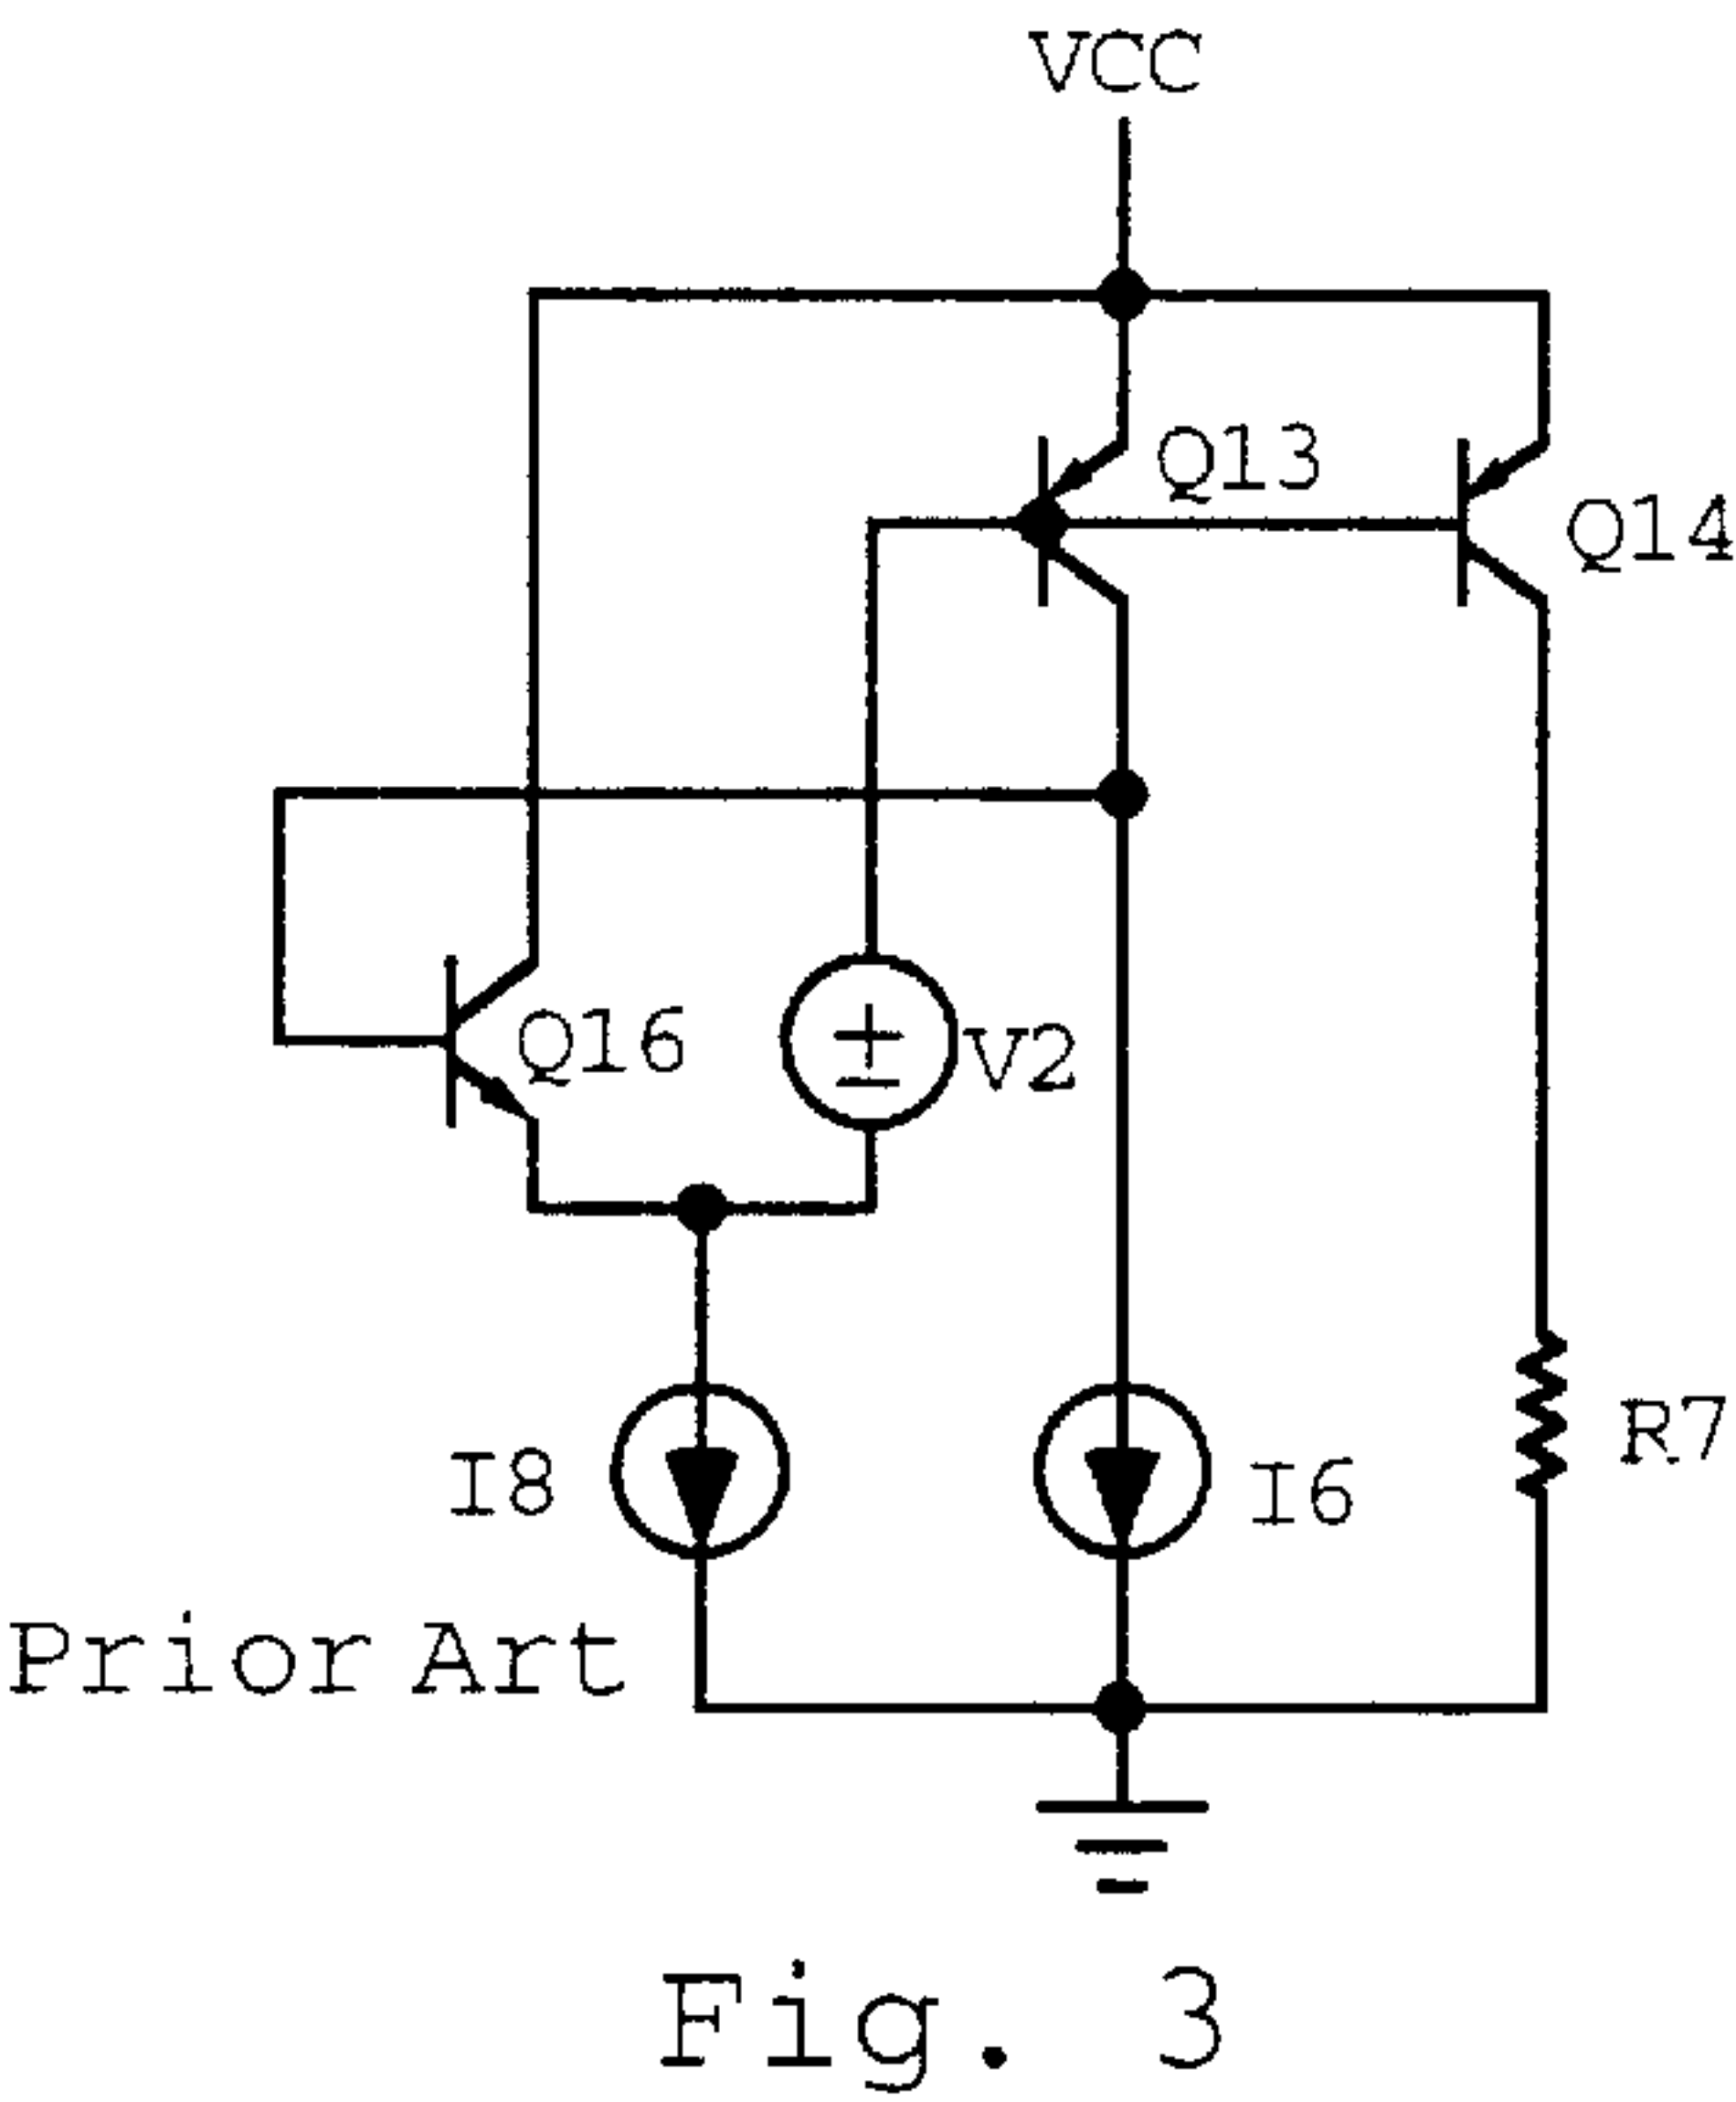 VCC
Q13
Q14
Q16
±
V2
I8
I6
R7
Prior Art
Fig. 3